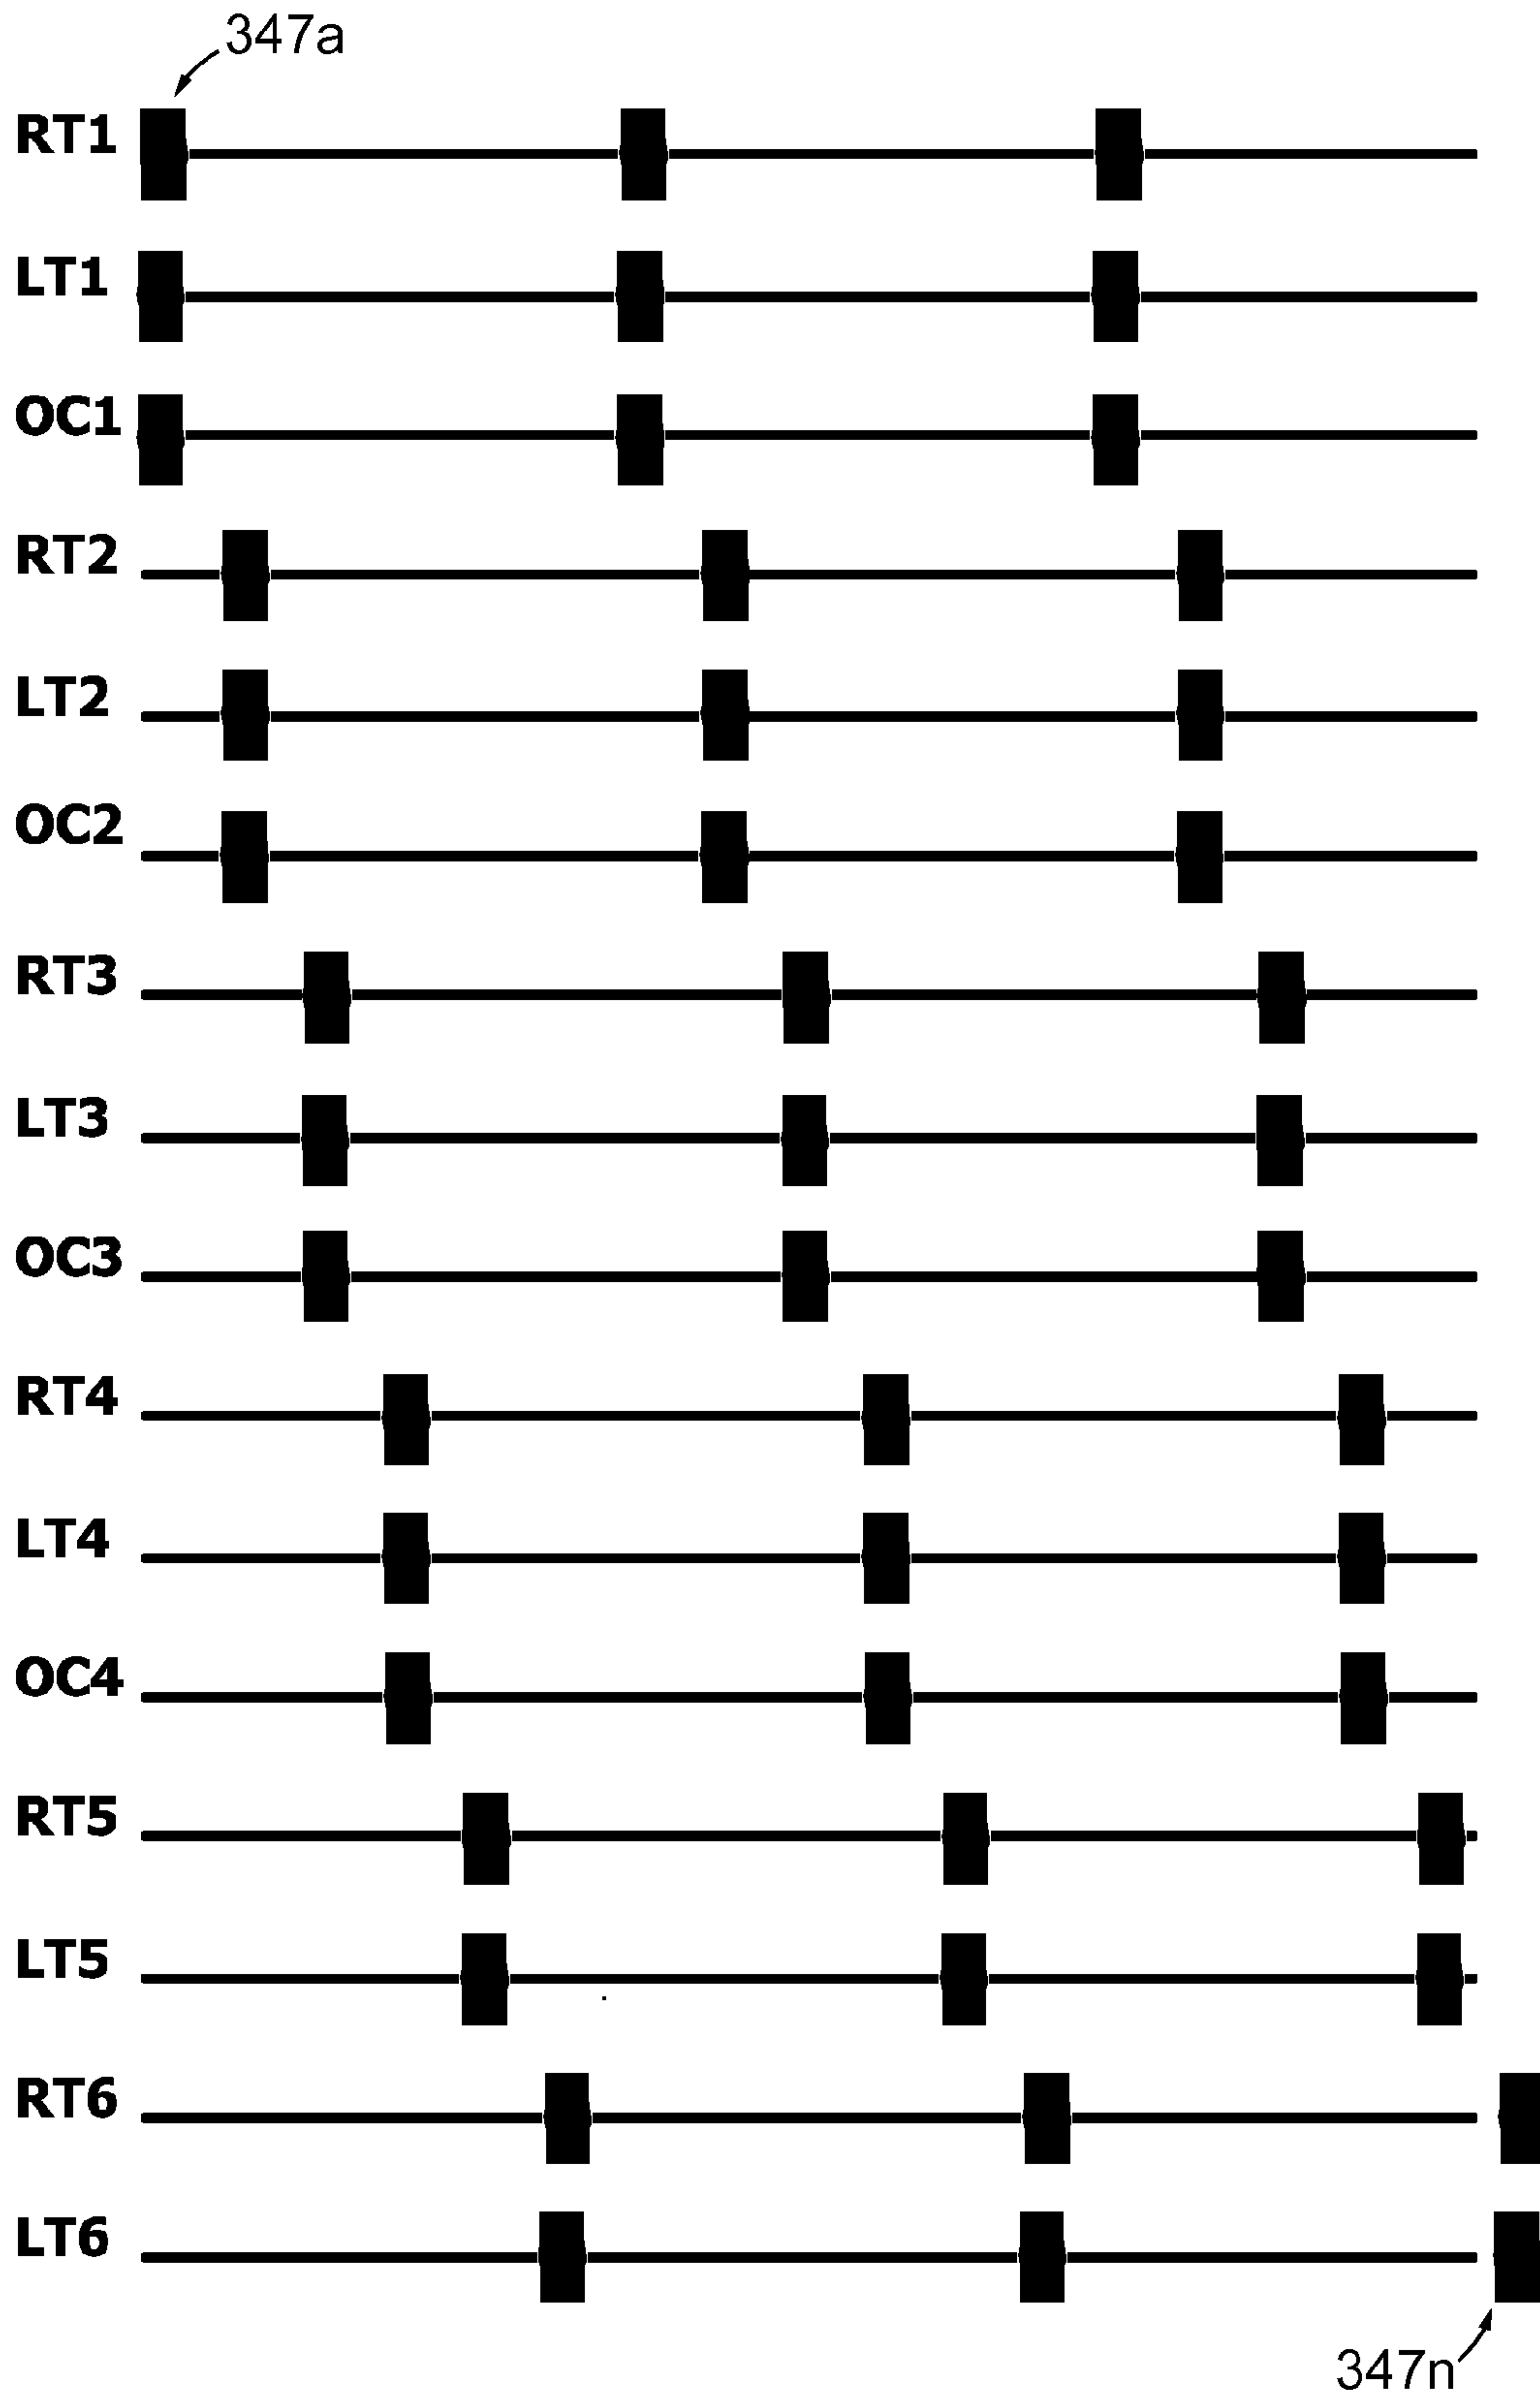 347a
RT1
LT1
OC1
RT2
LT2
OC2
RT3
LT3
OC3
RT4
LT4
OC4
RT5
LT5
RT6
LT6
347n